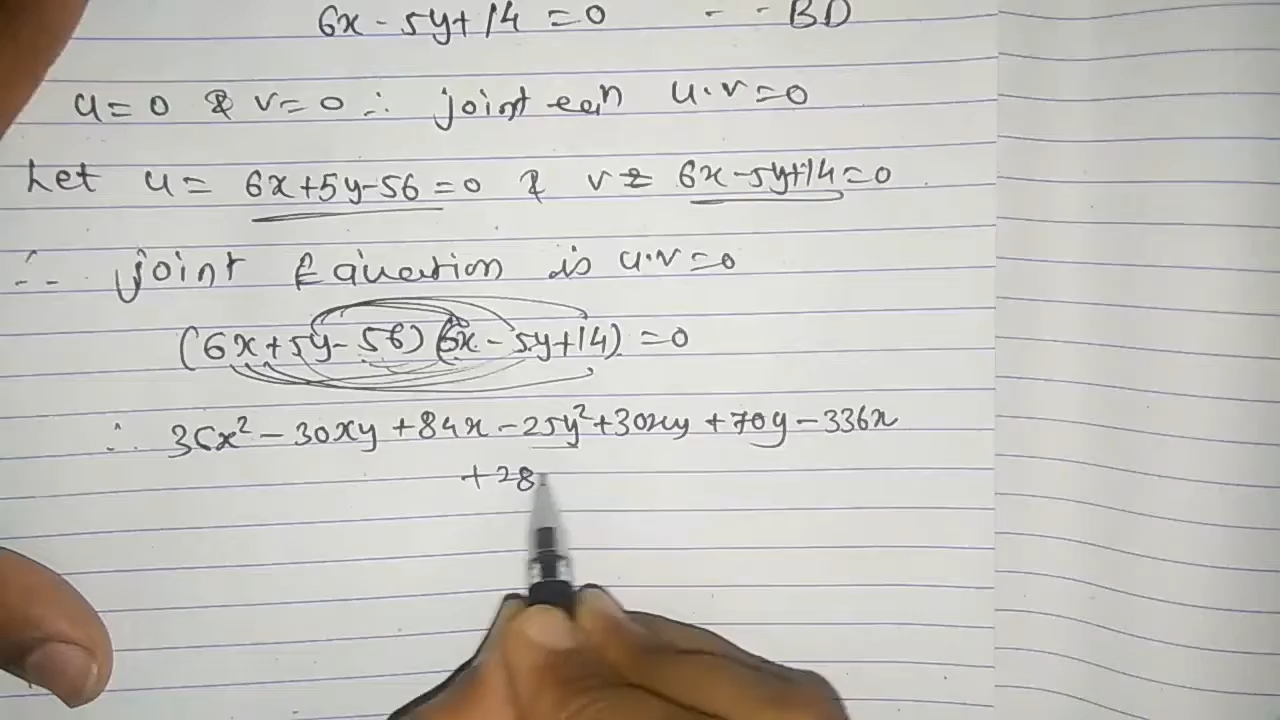 6x - 5y + 14 = 0 - - BD
u = 0 & v = 0 ∴ joint eqn u·v = 0
Let u = 6x+5y-56 = 0 & v = 6x-5y+14 = 0
∴ joint Equation is u·v = 0
(6x+5y-56)(6x-5y+14) = 0
∴ 36x² - 30xy + 84x - 25y² + 30xy + 70y - 336x
+ 28